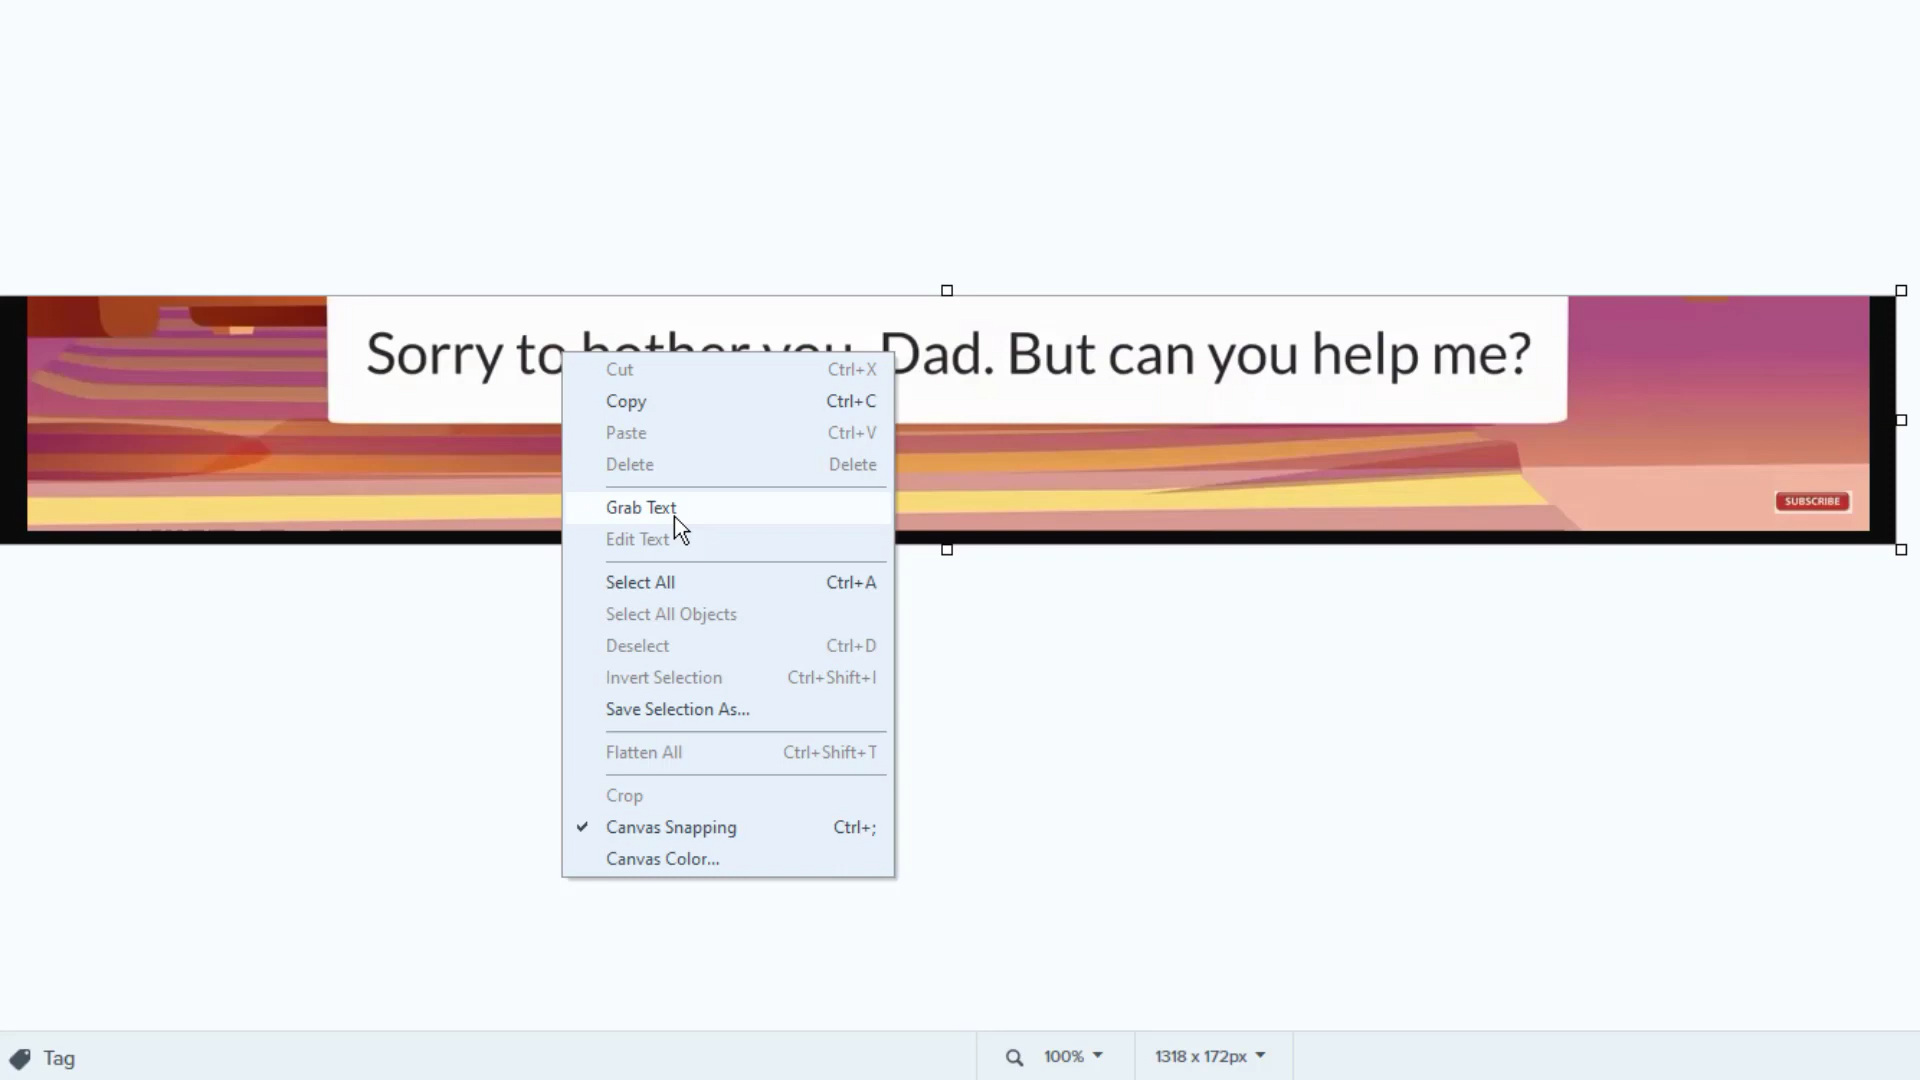 Sorry to bother you, Dad. But can you help me?
Cut Ctrl+X
Copy Ctrl+C
Paste Ctrl+V
Delete Delete
Grab Text
Edit Text
SUBSCRIBE
Select All Ctrl+A
Select All Objects
Deselect Ctrl+D
Invert Selection Ctrl+Shift+I
Save Selection As...
Flatten All Ctrl+Shift+T
Crop
Canvas Snapping Ctrl+;
Canvas Color...
Tag 100% 1318 x 172px